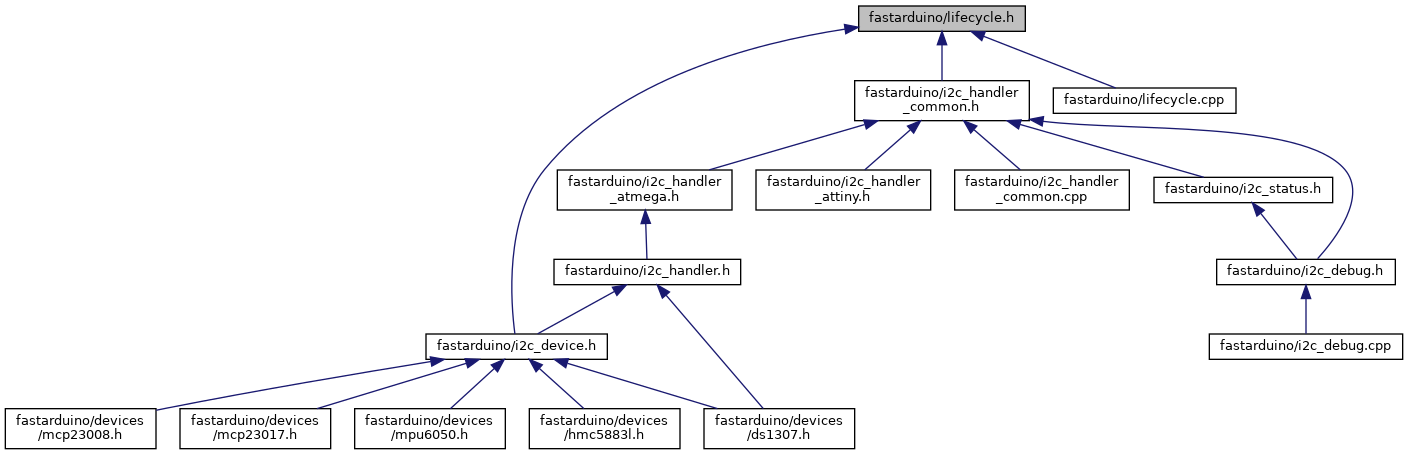 fastarduino/lifecycle.h
fastarduino/i2c_handler
_common.h
fastarduino/lifecycle.cpp
fastarduino/i2c_handler
_atmega.h
fastarduino/i2c_handler
_attiny.h
fastarduino/i2c_handler
_common.cpp
fastarduino/i2c_status.h
fastarduino/i2c_handler.h
fastarduino/i2c_debug.h
fastarduino/i2c_device.h
fastarduino/i2c_debug.cpp
fastarduino/devices
/mcp23008.h
fastarduino/devices
/mcp23017.h
fastarduino/devices
/mpu6050.h
fastarduino/devices
/hmc5883l.h
fastarduino/devices
/ds1307.h